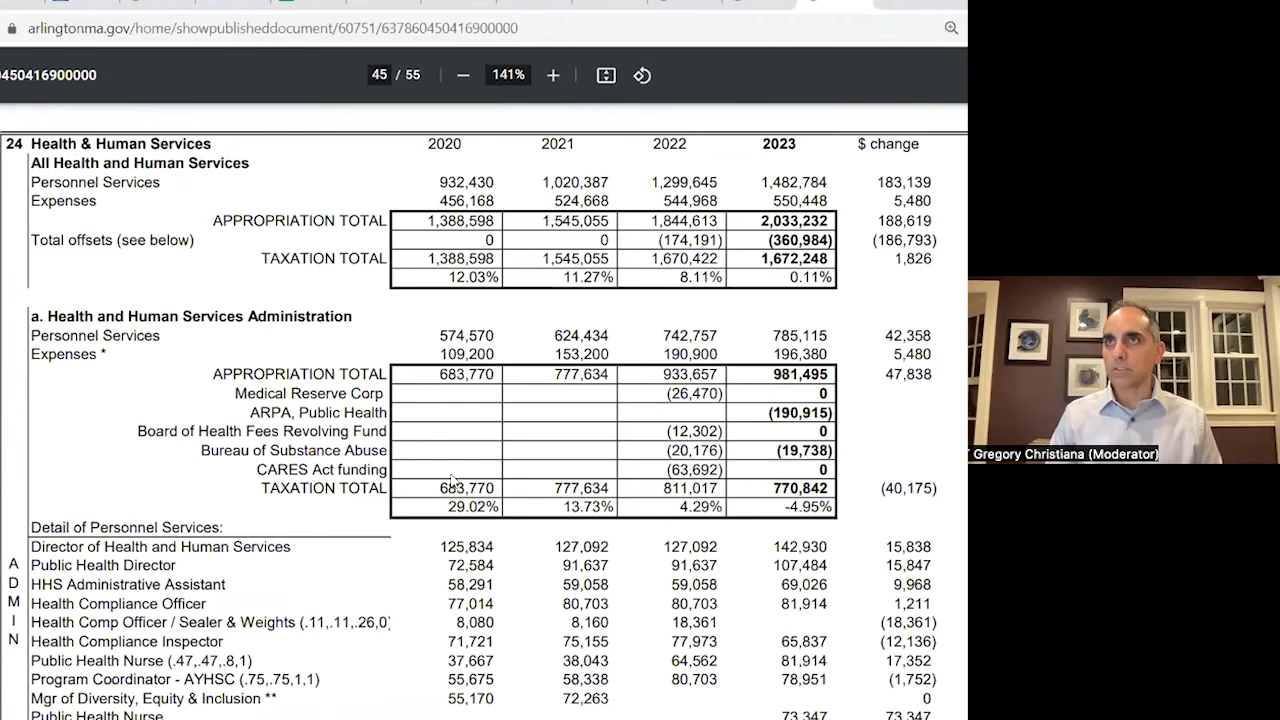 arlingtonma.gov/home/showpublisheddocument/60751/637860450416900000
450416900000 45 / 55 — 141% +
24 Health & Human Services 2020 2021 2022 2023 $ change
All Health and Human Services
Personnel Services 932,430 1,020,387 1,299,645 1,482,784 183,139
Expenses 456,168 524,668 544,968 550,448 5,480
APPROPRIATION TOTAL 1,388,598 1,545,055 1,844,613 2,033,232 188,619
Total offsets (see below) 0 0 (174,191) (360,984) (186,793)
TAXATION TOTAL 1,388,598 1,545,055 1,670,422 1,672,248 1,826
12.03% 11.27% 8.11% 0.11%
a. Health and Human Services Administration
Personnel Services 574,570 624,434 742,757 785,115 42,358
Expenses * 109,200 153,200 190,900 196,380 5,480
APPROPRIATION TOTAL 683,770 777,634 933,657 981,495 47,838
Medical Reserve Corp (26,470) 0
ARPA, Public Health (190,915)
Board of Health Fees Revolving Fund (12,302) 0
Bureau of Substance Abuse (20,176) (19,738)
CARES Act funding (63,692) 0
TAXATION TOTAL 683,770 777,634 811,017 770,842 (40,175)
29.02% 13.73% 4.29% -4.95%
Detail of Personnel Services:
Director of Health and Human Services 125,834 127,092 127,092 142,930 15,838
Public Health Director 72,584 91,637 91,637 107,484 15,847
HHS Administrative Assistant 58,291 59,058 59,058 69,026 9,968
Health Compliance Officer 77,014 80,703 80,703 81,914 1,211
Health Comp Officer / Sealer & Weights (.11,.11,.26,0) 8,080 8,160 18,361 (18,361)
Health Compliance Inspector 71,721 75,155 77,973 65,837 (12,136)
Public Health Nurse (.47,.47,.8,1) 37,667 38,043 64,562 81,914 17,352
Program Coordinator - AYHSC (.75,.75,1,1) 55,675 58,338 80,703 78,951 (1,752)
Mgr of Diversity, Equity & Inclusion ** 55,170 72,263 0
Public Health Nurse 73,347 73,347
ADMIN
Gregory Christiana (Moderator)